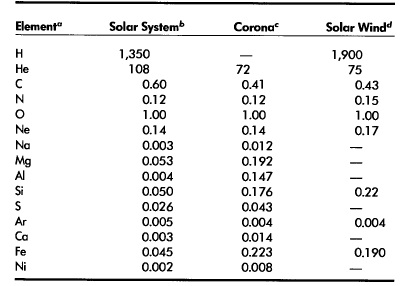 Elementᵃ Solar Systemᵇ Coronaᶜ Solar Windᵈ
H 1,350 — 1,900
He 108 72 75
C 0.60 0.41 0.43
N 0.12 0.12 0.15
O 1.00 1.00 1.00
Ne 0.14 0.14 0.17
Na 0.003 0.012 —
Mg 0.053 0.192 —
Al 0.004 0.147 —
Si 0.050 0.176 0.22
S 0.026 0.043 —
Ar 0.005 0.004 0.004
Ca 0.003 0.014 —
Fe 0.045 0.223 0.190
Ni 0.002 0.008 —